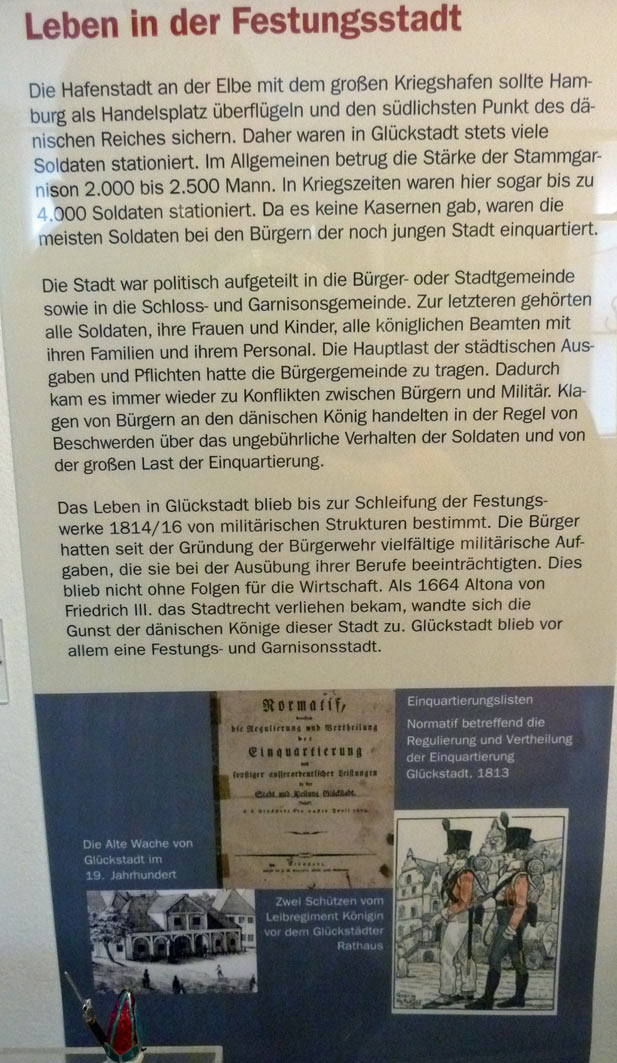 Leben in der Festungsstadt
Die Hafenstadt an der Elbe mit dem großen Kriegshafen sollte Ham-
burg als Handelsplatz überflügeln und den südlichsten Punkt des dä-
nischen Reiches sichern. Daher waren in Glückstadt stets viele
Soldaten stationiert. Im Allgemeinen betrug die Stärke der Stammgar-
nison 2.000 bis 2.500 Mann. In Kriegszeiten waren hier sogar bis zu
4.000 Soldaten stationiert. Da es keine Kasernen gab, waren die
meisten Soldaten bei den Bürgern der noch jungen Stadt einquartiert.
Die Stadt war politisch aufgeteilt in die Bürger- oder Stadtgemeinde
sowie in die Schloss- und Garnisonsgemeinde. Zur letzteren gehörten
alle Soldaten, ihre Frauen und Kinder, alle königlichen Beamten mit
ihren Familien und ihrem Personal. Die Hauptlast der städtischen Aus-
gaben und Pflichten hatte die Bürgergemeinde zu tragen. Dadurch
kam es immer wieder zu Konflikten zwischen Bürgern und Militär. Kla-
gen von Bürgern an den dänischen König handelten in der Regel von
Beschwerden über das ungebührliche Verhalten der Soldaten und von
der großen Last der Einquartierung.
Das Leben in Glückstadt blieb bis zur Schleifung der Festungs-
werke 1814/16 von militärischen Strukturen bestimmt. Die Bürger
hatten seit der Gründung der Bürgerwehr vielfältige militärische Auf-
gaben, die sie bei der Ausübung ihrer Berufe beeinträchtigten. Dies
blieb nicht ohne Folgen für die Wirtschaft. Als 1664 Altona von
Friedrich III. das Stadtrecht verliehen bekam, wandte sich die
Gunst der dänischen Könige dieser Stadt zu. Glückstadt blieb vor
allem eine Festungs- und Garnisonsstadt.
Normatif,
betreffend
die Regulierung und Vertheilung
der
Einquartierung
und
sonstiger ausserordentlicher Leistungen
in der
Stadt und Vestung Glückstadt.
Einquartierungslisten
Normatif betreffend die
Regulierung und Vertheilung
der Einquartierung
Glückstadt, 1813
Die Alte Wache von
Glückstadt im
19. Jahrhundert
Zwei Schützen vom
Leibregiment Königin
vor dem Glückstädter
Rathaus